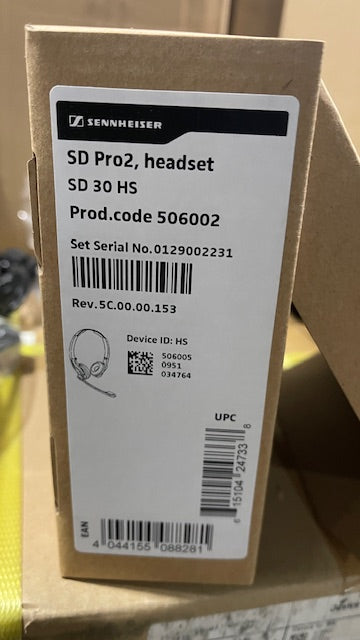 SENNHEISER
SD Pro2, headset
SD 30 HS
Prod.code 506002
Set Serial No.0129002231
Rev.5C.00.00.153
Device ID: HS
506005
0951
034764
UPC
6 15104 24733 8
EAN
4 044155 088281